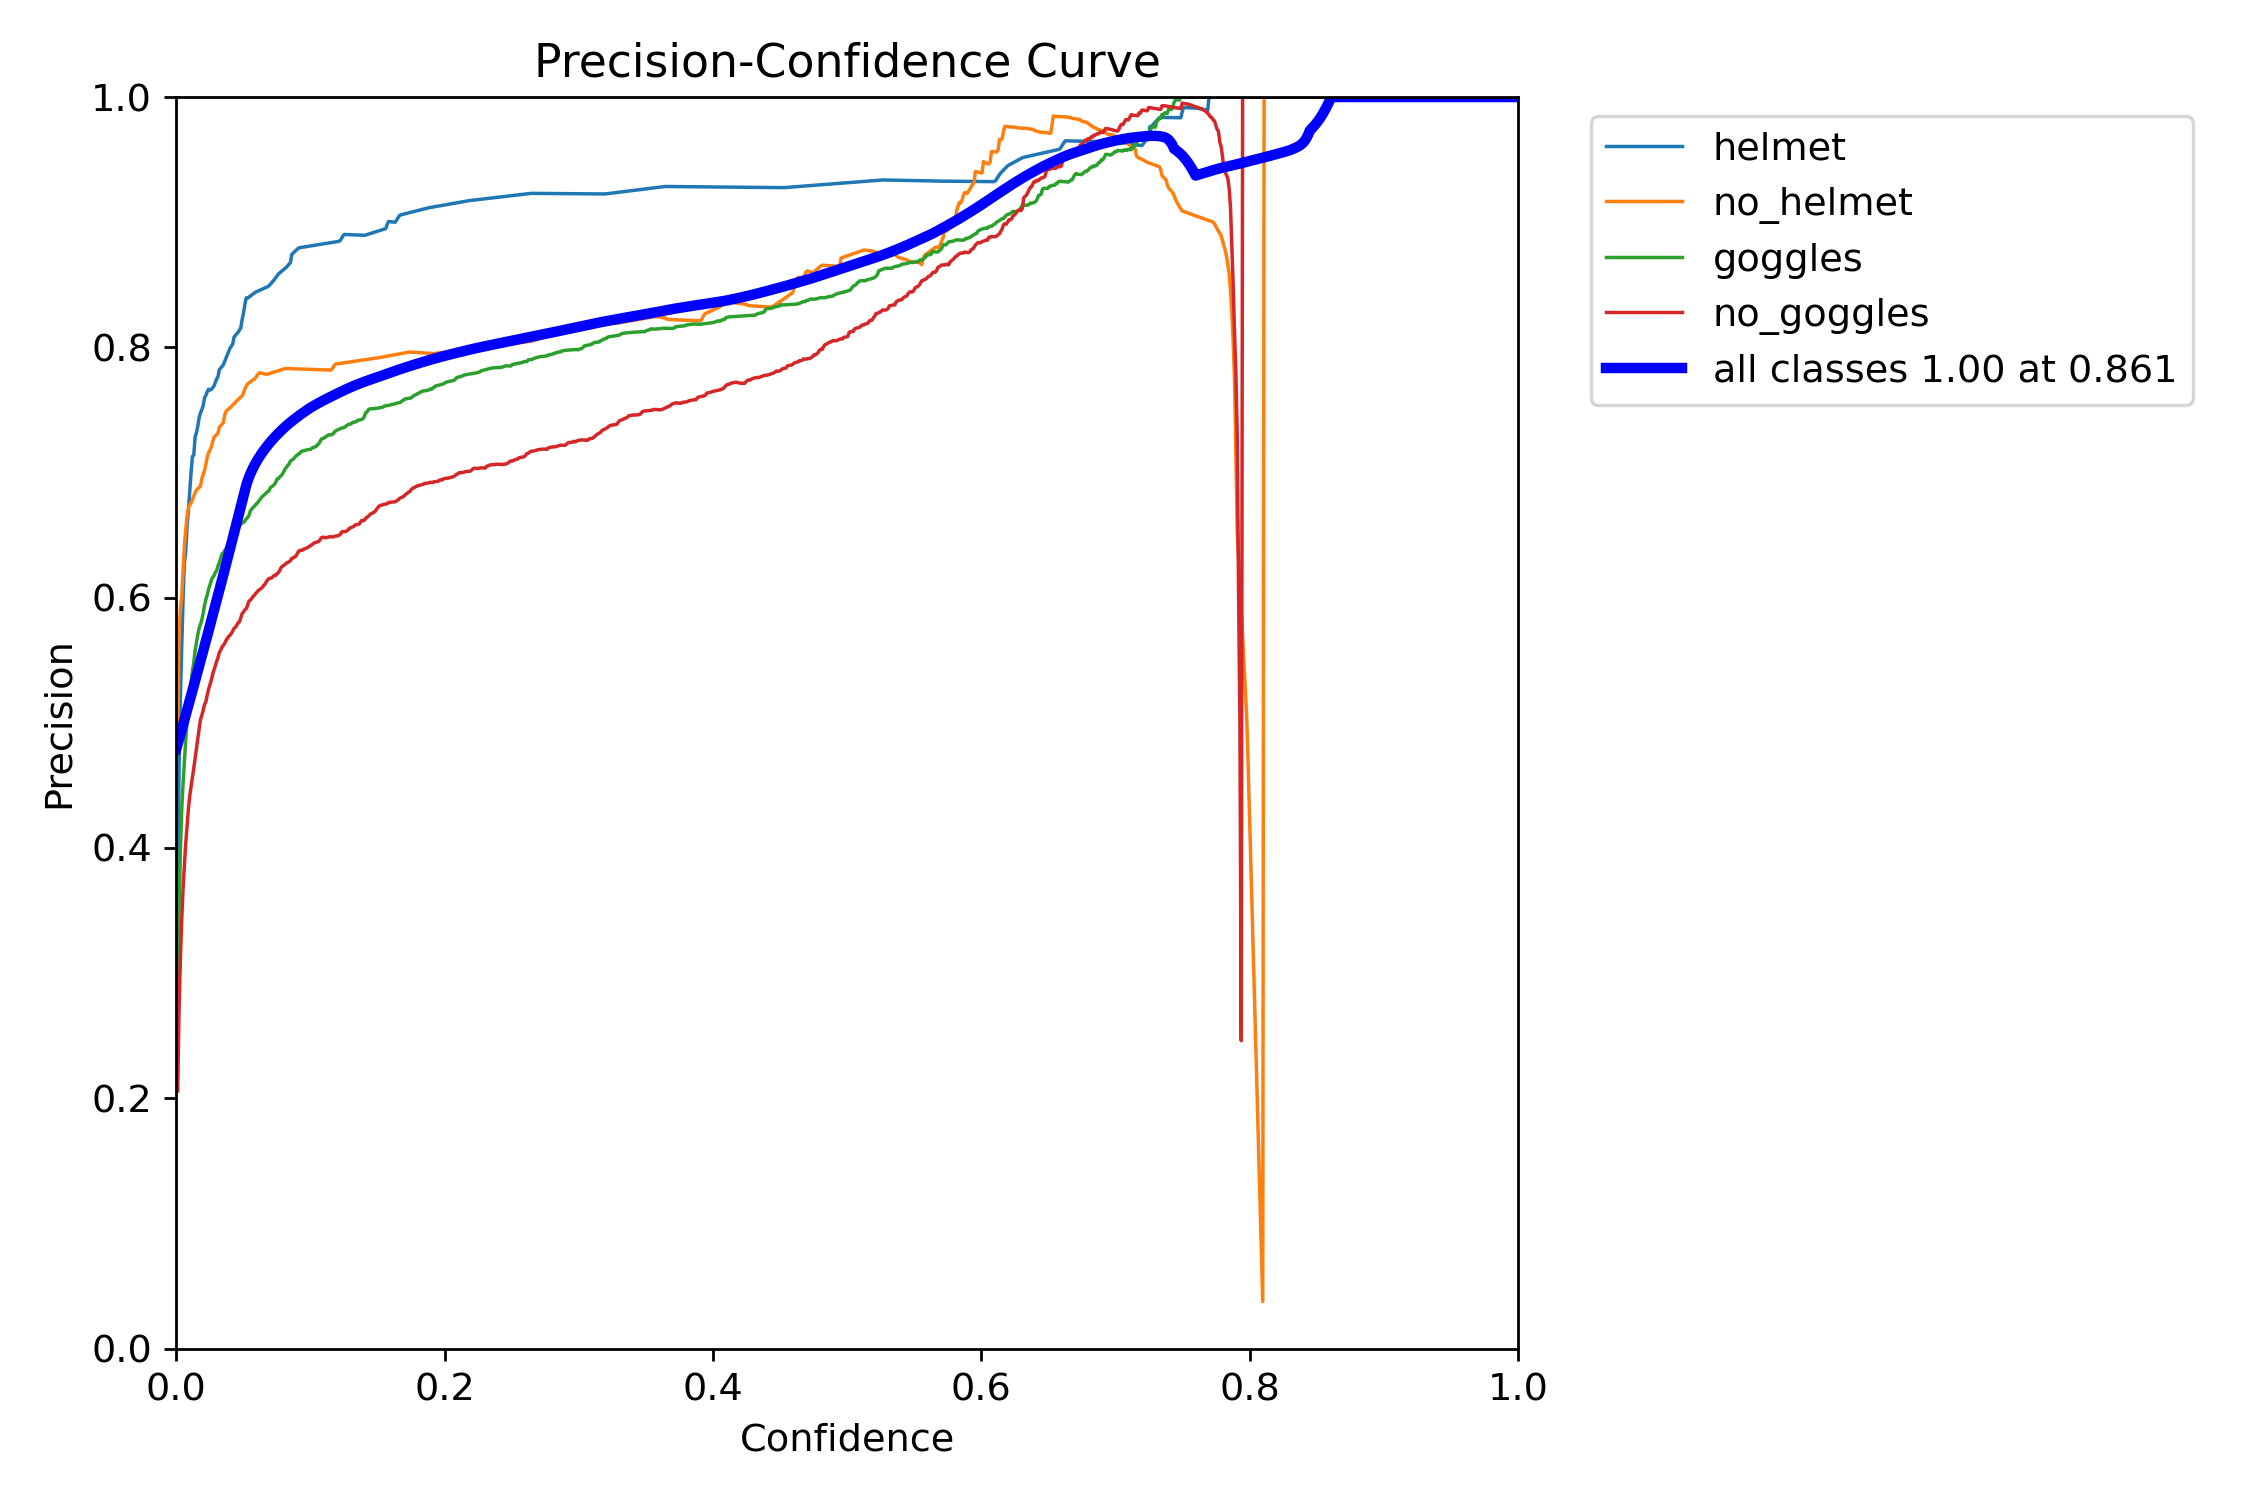 Precision-Confidence Curve
1.0
0.8
0.6
0.4
0.2
0.0
Precision
0.0 0.2 0.4 0.6 0.8 1.0
Confidence
helmet
no_helmet
goggles
no_goggles
all classes 1.00 at 0.861